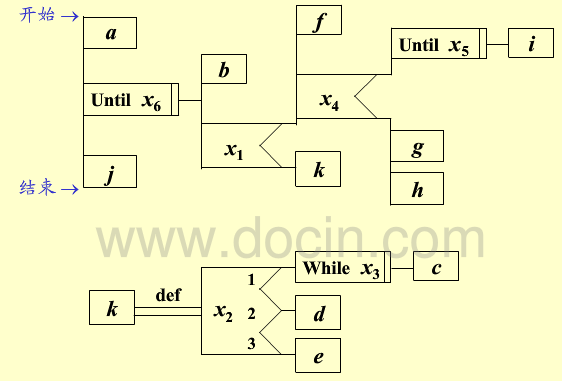 开始
a
f
Until x5
i
b
Until x6
x4
x1
g
j
k
h
结束
www.docin.com
While x3
c
1
def
k
x2
2
d
3
e